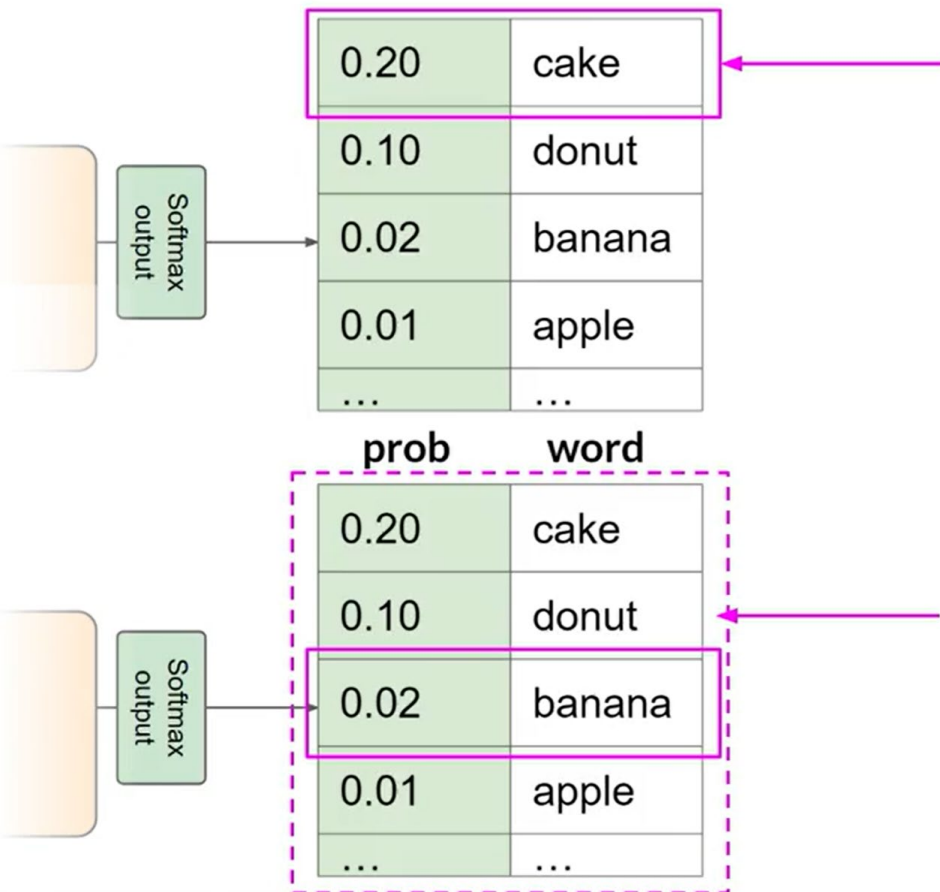 0.20 cake
0.10 donut
Softmax
output
0.02 banana
0.01 apple
... ...
prob word
0.20 cake
0.10 donut
Softmax
output
0.02 banana
0.01 apple
... ...